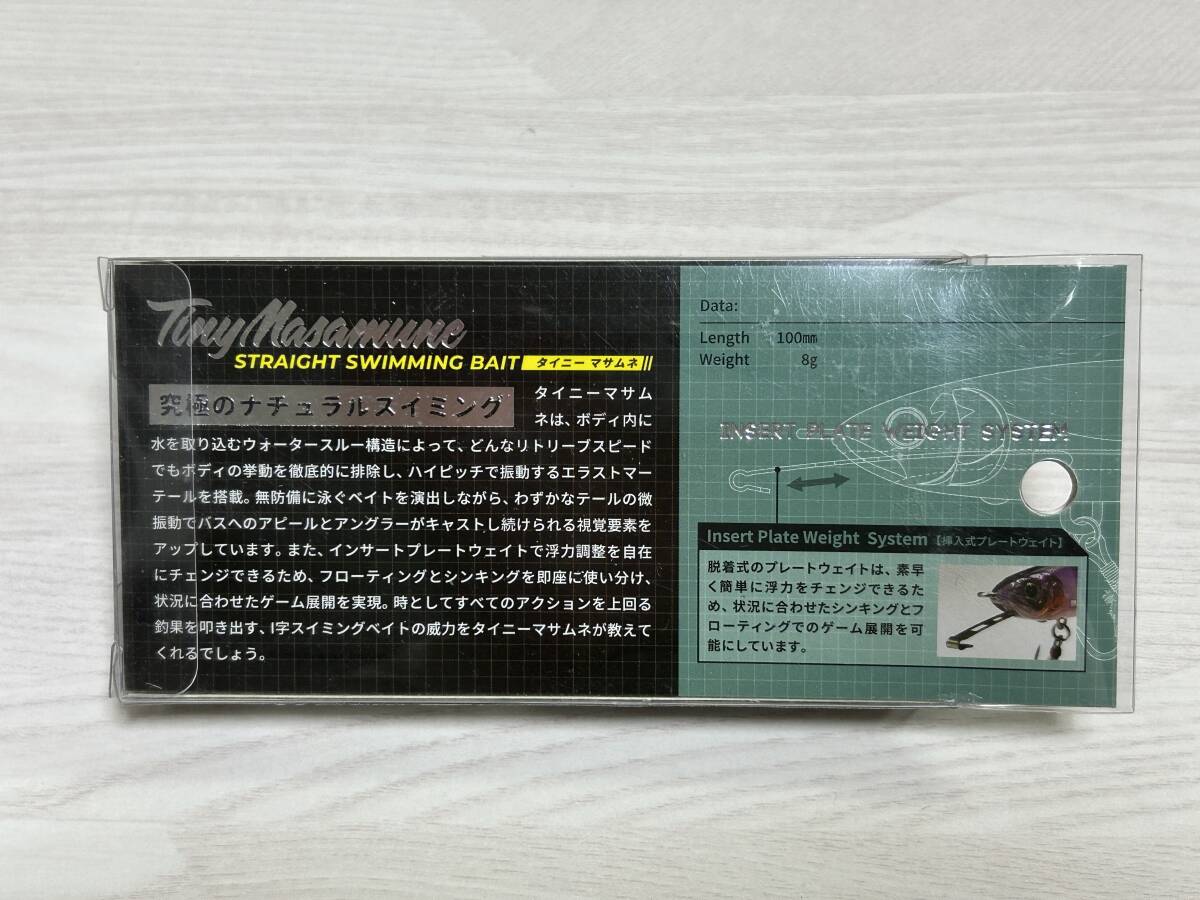 Tiny Masamune
STRAIGHT SWIMMING BAIT タイニー マサムネ
究極のナチュラルスイミング
タイニーマサム
ネは、ボディ内に
水を取り込むウォータースルー構造によって、どんなリトリーブスピード
でもボディの挙動を徹底的に排除し、ハイピッチで振動するエラストマー
テールを搭載。無防備に泳ぐベイトを演出しながら、わずかなテールの微
振動でバスへのアピールとアングラーがキャストし続けられる視覚要素を
アップしています。また、インサートプレートウェイトで浮力調整を自在
にチェンジできるため、フローティングとシンキングを即座に使い分け、
状況に合わせたゲーム展開を実現。時としてすべてのアクションを上回る
釣果を叩き出す、I字スイミングベイトの威力をタイニーマサムネが教えて
くれるでしょう。
Data:
Length 100mm
Weight 8g
INSERT PLATE WEIGHT SYSTEM
Insert Plate Weight System【挿入式プレートウェイト】
脱着式のプレートウェイトは、素早
く簡単に浮力をチェンジできるた
め、状況に合わせたシンキングとフ
ローティングでのゲーム展開を可
能にしています。